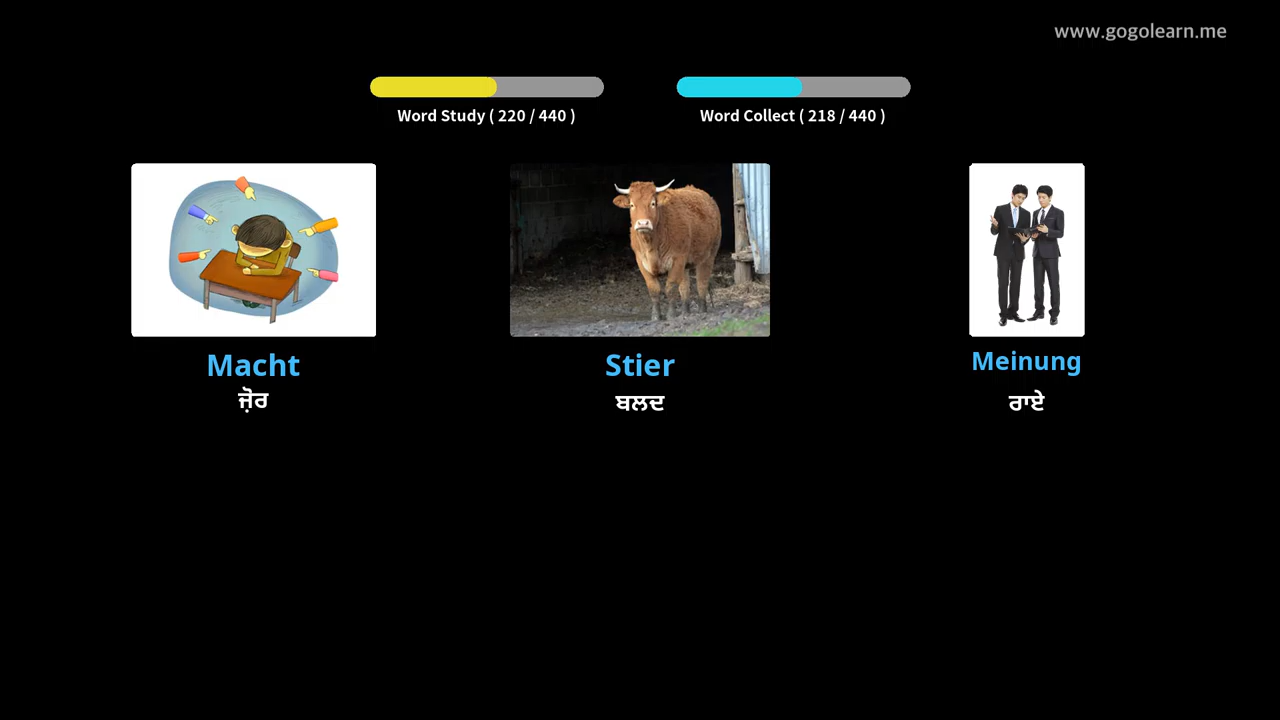 www.gogolearn.me
Word Study ( 220 / 440 )
Word Collect ( 218 / 440 )
Macht
ਜ਼ੋਰ
Stier
ਬਲਦ
Meinung
ਰਾਏ